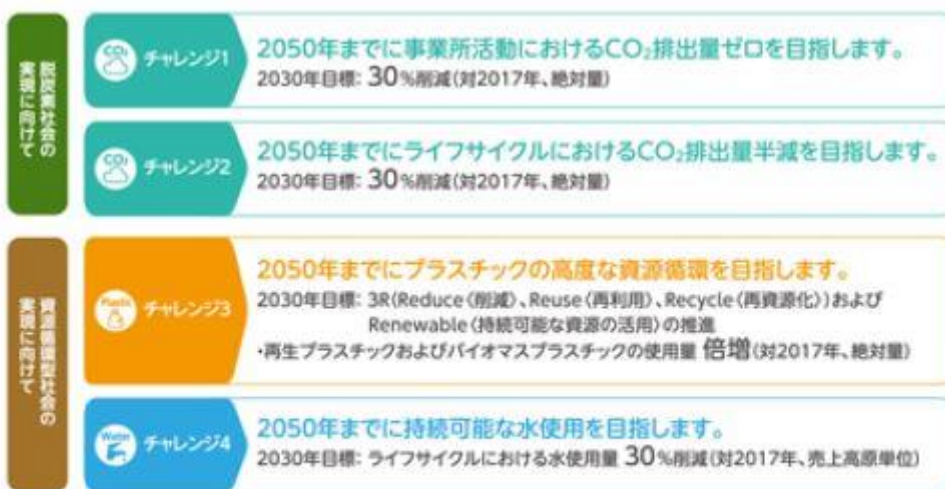 脱炭素社会の
実現に向けて
CO₂
チャレンジ1
2050年までに事業所活動におけるCO₂排出量ゼロを目指します。
2030年目標: 30%削減(対2017年、絶対量)
CO₂
チャレンジ2
2050年までにライフサイクルにおけるCO₂排出量半減を目指します。
2030年目標: 30%削減(対2017年、絶対量)
資源循環型社会の
実現に向けて
Plastic
チャレンジ3
2050年までにプラスチックの高度な資源循環を目指します。
2030年目標: 3R(Reduce〈削減〉、Reuse〈再利用〉、Recycle〈再資源化〉)および
Renewable〈持続可能な資源の活用〉の推進
・再生プラスチックおよびバイオマスプラスチックの使用量 倍増(対2017年、絶対量)
Water
チャレンジ4
2050年までに持続可能な水使用を目指します。
2030年目標: ライフサイクルにおける水使用量 30%削減(対2017年、売上高原単位)